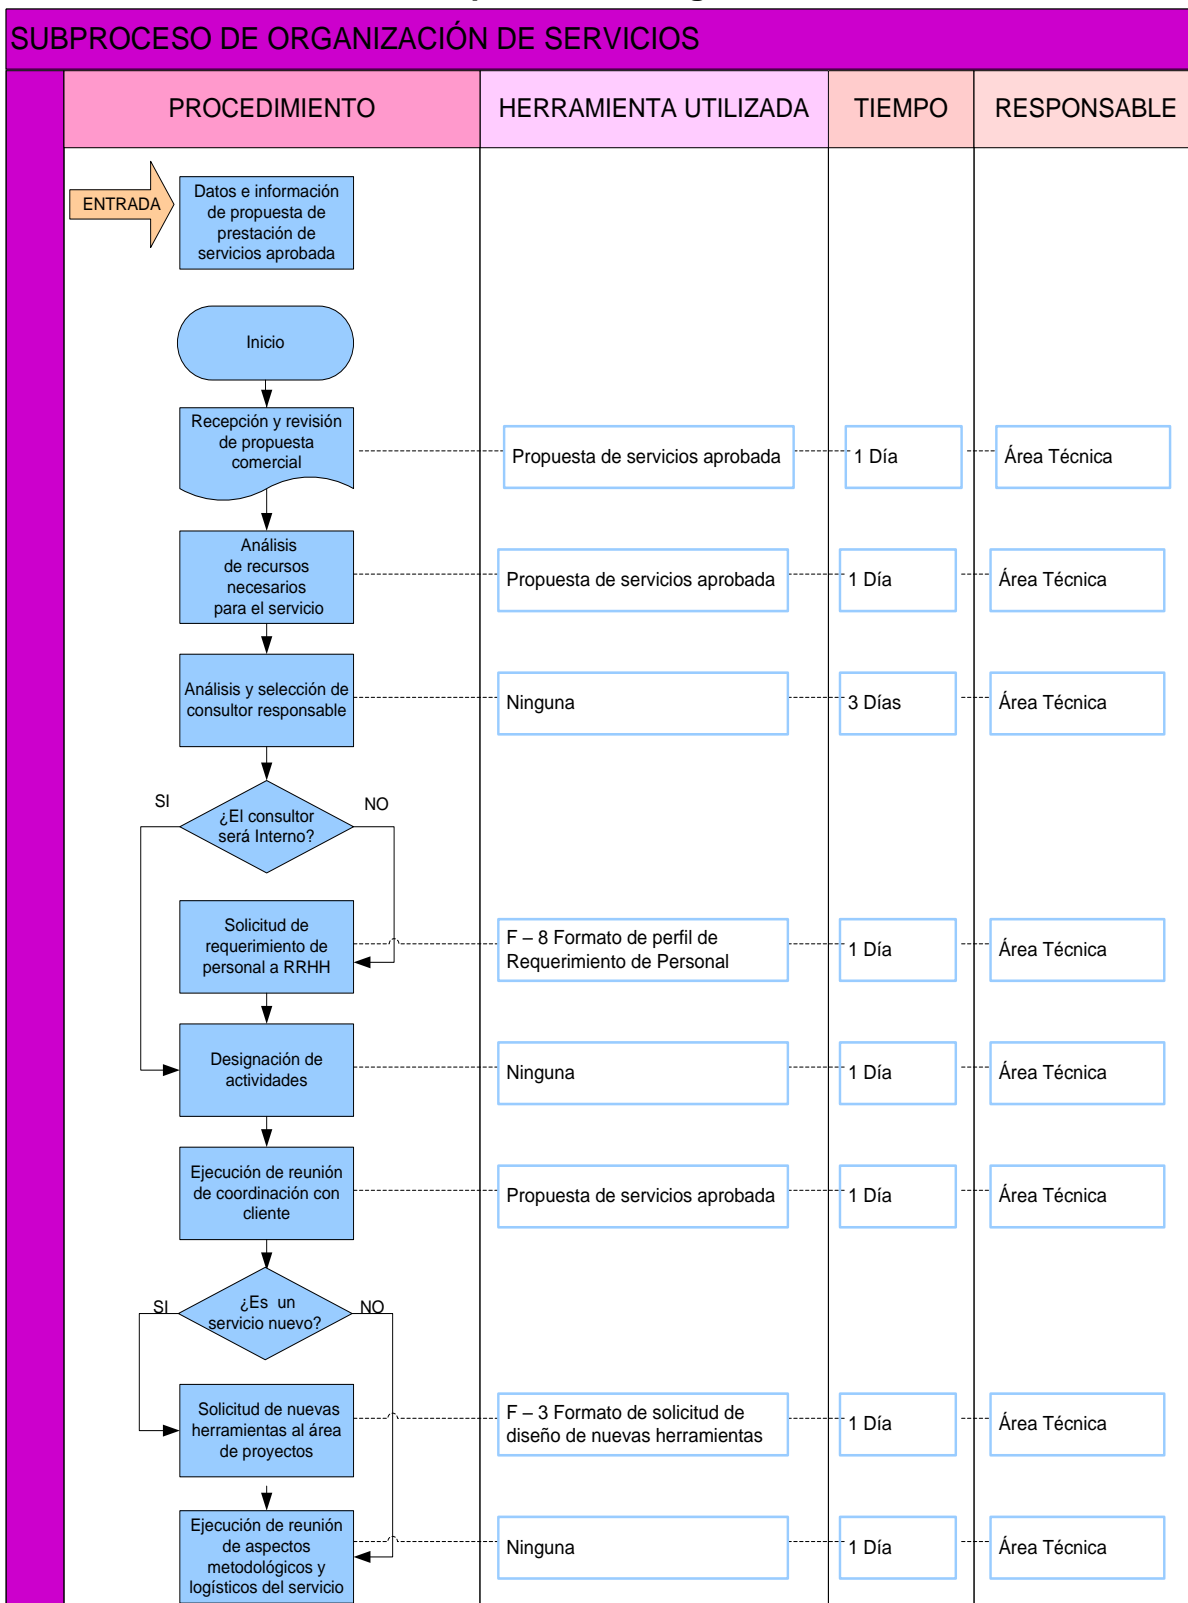 SUBPROCESO DE ORGANIZACIÓN DE SERVICIOS
PROCEDIMIENTO
HERRAMIENTA UTILIZADA
TIEMPO
RESPONSABLE
ENTRADA
Datos e información
de propuesta de
prestación de
servicios aprobada
Inicio
Recepción y revisión
de propuesta
comercial
Propuesta de servicios aprobada
1 Día
Área Técnica
Análisis
de recursos
necesarios
para el servicio
Propuesta de servicios aprobada
1 Día
Área Técnica
Análisis y selección de
consultor responsable
Ninguna
3 Días
Área Técnica
SI
¿El consultor
será Interno?
NO
Solicitud de
requerimiento de
personal a RRHH
F – 8 Formato de perfil de
Requerimiento de Personal
1 Día
Área Técnica
Designación de
actividades
Ninguna
1 Día
Área Técnica
Ejecución de reunión
de coordinación con
cliente
Propuesta de servicios aprobada
1 Día
Área Técnica
SI
¿Es un
servicio nuevo?
NO
Solicitud de nuevas
herramientas al área
de proyectos
F – 3 Formato de solicitud de
diseño de nuevas herramientas
1 Día
Área Técnica
Ejecución de reunión
de aspectos
metodológicos y
logísticos del servicio
Ninguna
1 Día
Área Técnica